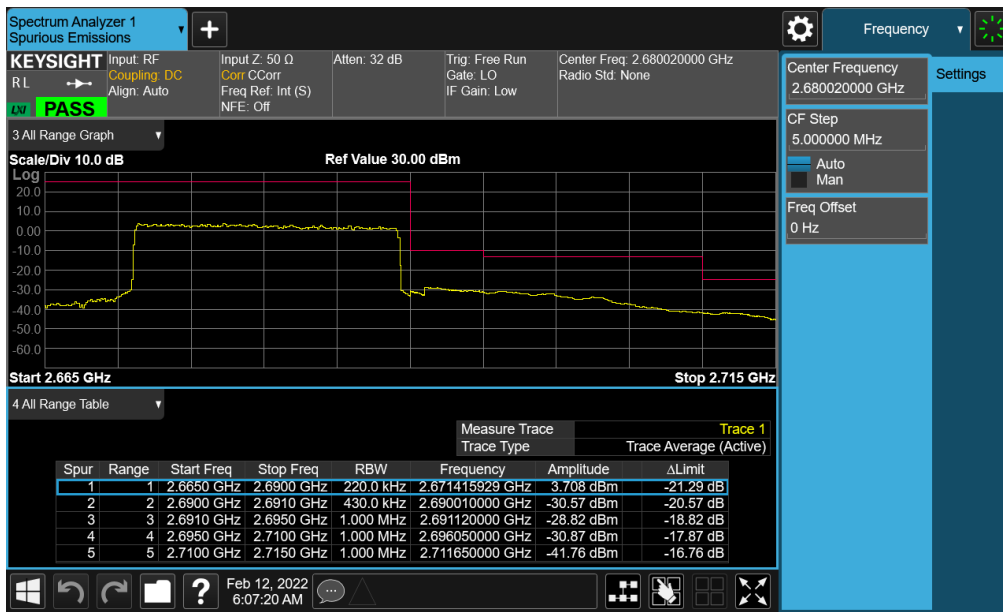 Spectrum Analyzer 1
Spurious Emissions
Frequency
KEYSIGHT
R L
LXI PASS
Input: RF
Coupling: DC
Align: Auto
Input Z: 50 Ω
Corr CCorr
Freq Ref: Int (S)
NFE: Off
Atten: 32 dB
Trig: Free Run
Gate: LO
IF Gain: Low
Center Freq: 2.680020000 GHz
Radio Std: None
Center Frequency
2.680020000 GHz
Settings
CF Step
5.000000 MHz
Auto
Man
Freq Offset
0 Hz
3 All Range Graph
Scale/Div 10.0 dB Ref Value 30.00 dBm
Log
20.0
10.0
0.00
-10.0
-20.0
-30.0
-40.0
-50.0
-60.0
Start 2.665 GHz Stop 2.715 GHz
4 All Range Table
Measure Trace Trace 1
Trace Type Trace Average (Active)
Spur Range Start Freq Stop Freq RBW Frequency Amplitude ΔLimit
1 1 2.6650 GHz 2.6900 GHz 220.0 kHz 2.671415929 GHz 3.708 dBm -21.29 dB
2 2 2.6900 GHz 2.6910 GHz 430.0 kHz 2.690010000 GHz -30.57 dBm -20.57 dB
3 3 2.6910 GHz 2.6950 GHz 1.000 MHz 2.691120000 GHz -28.82 dBm -18.82 dB
4 4 2.6950 GHz 2.7100 GHz 1.000 MHz 2.696050000 GHz -30.87 dBm -17.87 dB
5 5 2.7100 GHz 2.7150 GHz 1.000 MHz 2.711650000 GHz -41.76 dBm -16.76 dB
Feb 12, 2022
6:07:20 AM